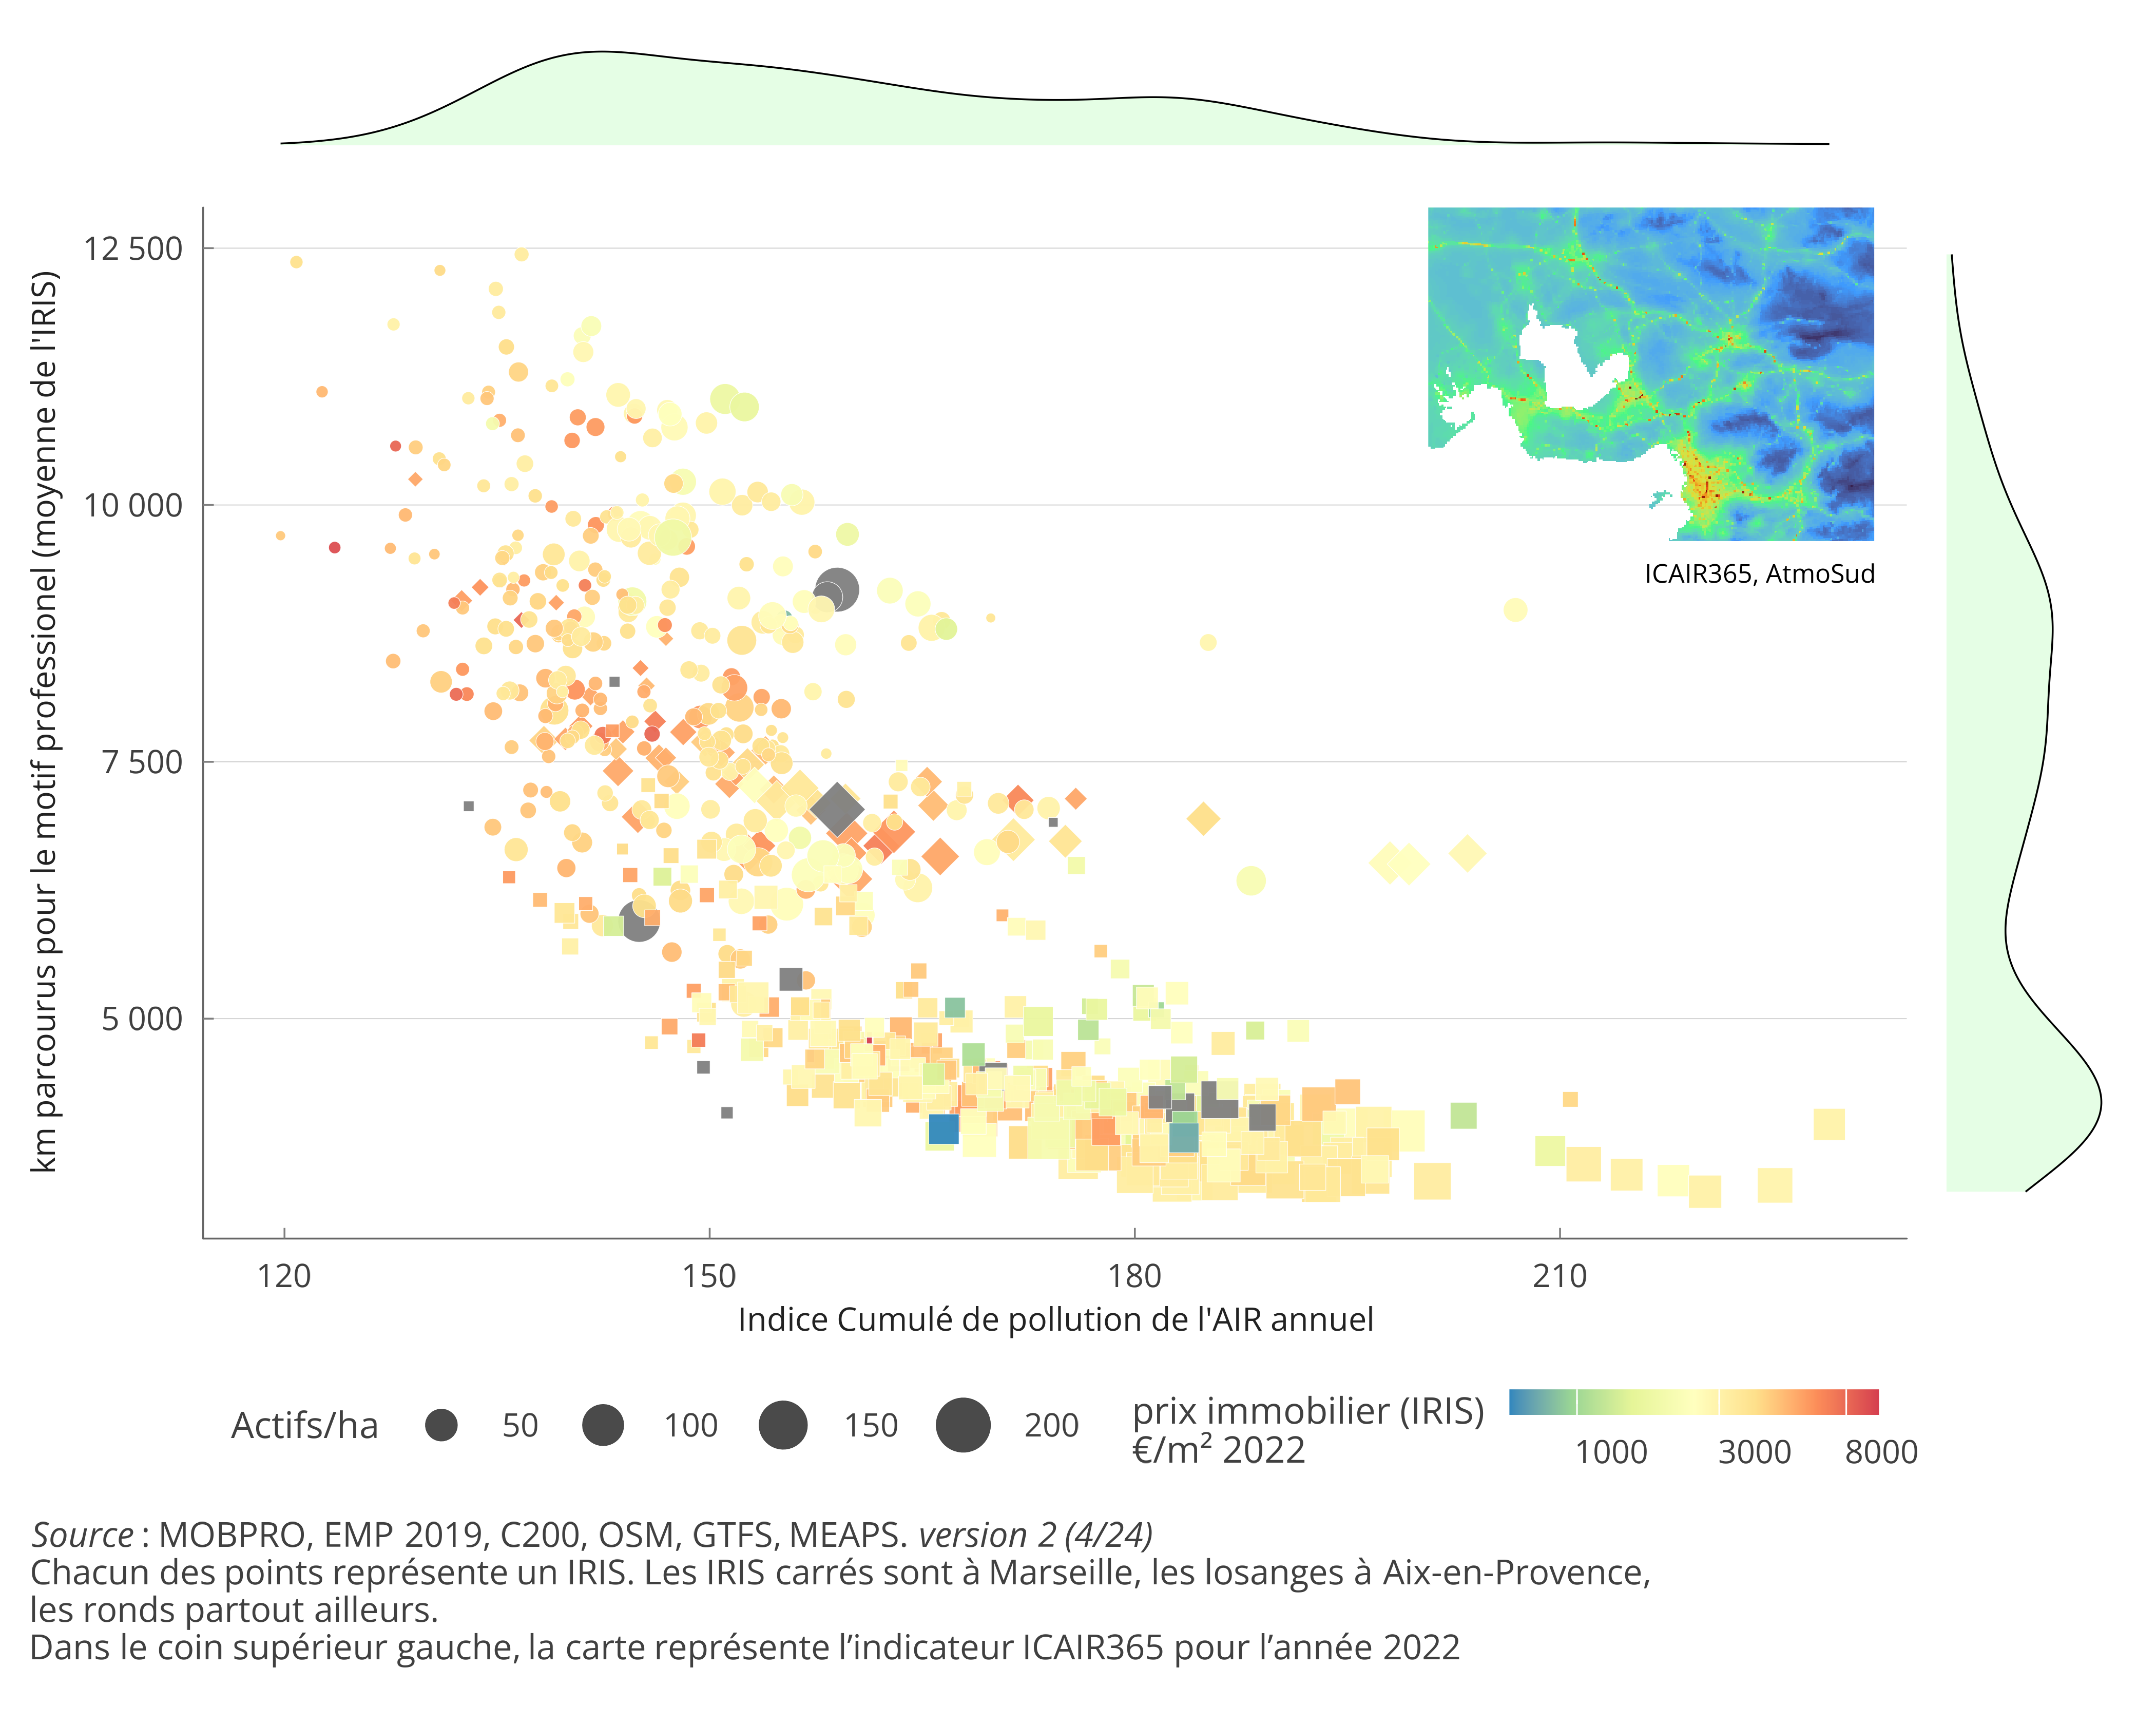 12 500
10 000
7 500
5 000
km parcourus pour le motif professionel (moyenne de l'IRIS)
ICAIR365, AtmoSud
120 150 180 210
Indice Cumulé de pollution de l'AIR annuel
Actifs/ha 50 100 150 200
prix immobilier (IRIS)
€/m² 2022
1000 3000 8000
Source : MOBPRO, EMP 2019, C200, OSM, GTFS, MEAPS. version 2 (4/24)
Chacun des points représente un IRIS. Les IRIS carrés sont à Marseille, les losanges à Aix-en-Provence,
les ronds partout ailleurs.
Dans le coin supérieur gauche, la carte représente l’indicateur ICAIR365 pour l’année 2022